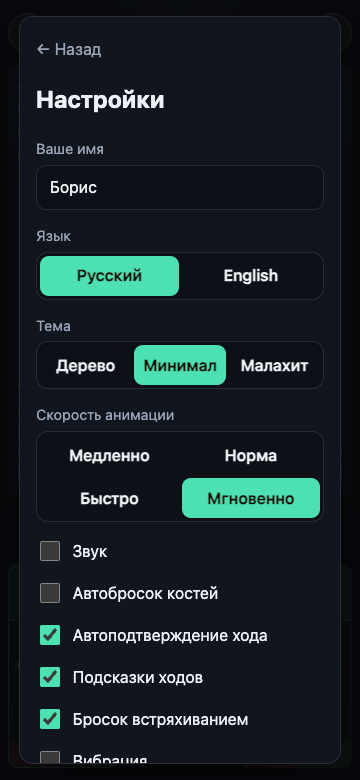 ← Назад
Настройки
Ваше имя
Борис
Язык
Русский English
Тема
Дерево Минимал Малахит
Скорость анимации
Медленно Норма
Быстро Мгновенно
Звук
Автобросок костей
Автоподтверждение хода
Подсказки ходов
Бросок встряхиванием
Вибрация